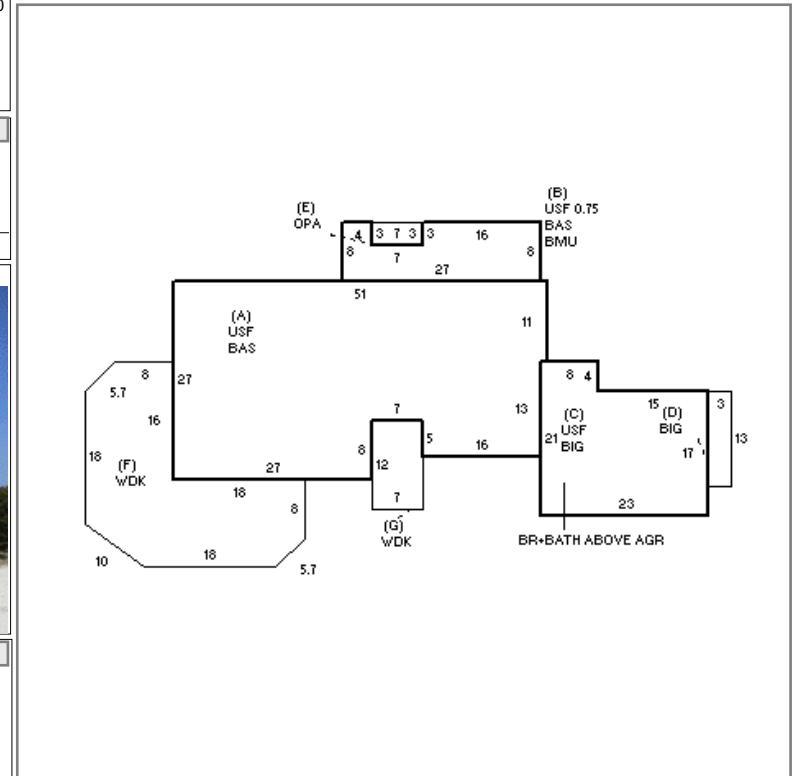 (B)
(E) USF 0.75
OPA BAS
4 3 7 3 3 16 BMU
8 7 8
27
51
(A) 11
USF
BAS
8 27 8 4
5.7 7 15 (D) 3
16 13 (C) BIG
8 5 USF 13
18 12 16 21 BIG 17
(F) 27
WDK 18 7 23
8 (G)
WDK BR+BATH ABOVE AGR
10 18 5.7